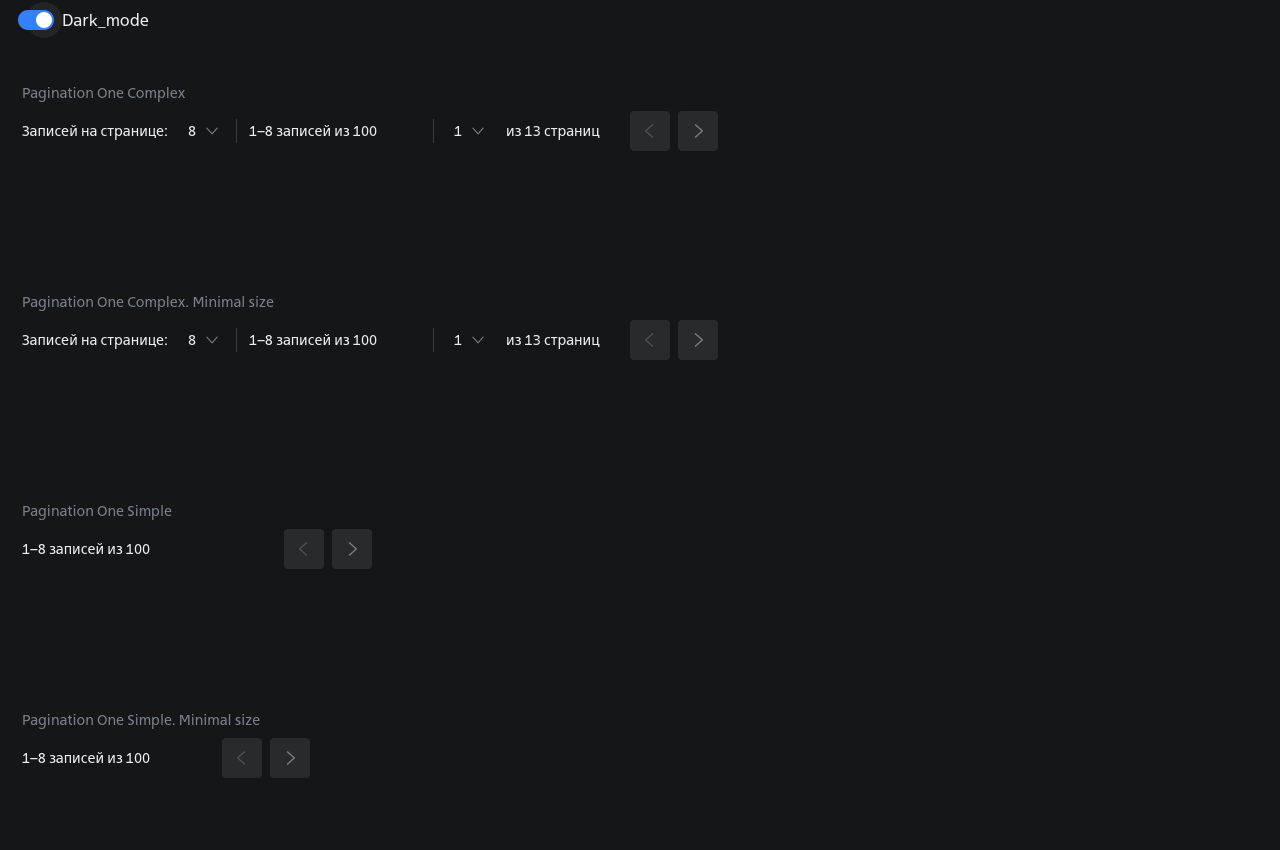 Dark_mode
Pagination One Complex
Записей на странице: 8 1–8 записей из 100 1 из 13 страниц
Pagination One Complex. Minimal size
Записей на странице: 8 1–8 записей из 100 1 из 13 страниц
Pagination One Simple
1–8 записей из 100
Pagination One Simple. Minimal size
1–8 записей из 100